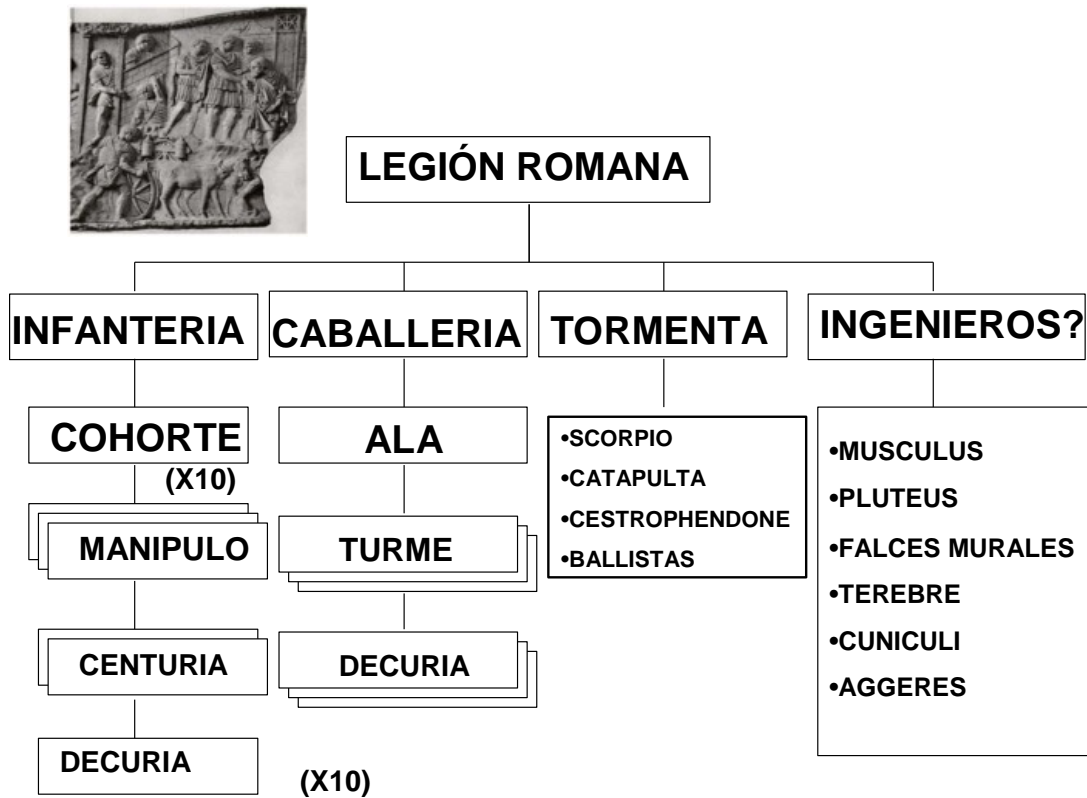 LEGIÓN ROMANA
INFANTERIA
CABALLERIA
TORMENTA
INGENIEROS?
COHORTE
(X10)
MANIPULO
CENTURIA
DECURIA
(X10)
ALA
TURME
DECURIA
•SCORPIO
•CATAPULTA
•CESTROPHENDONE
•BALLISTAS
•MUSCULUS
•PLUTEUS
•FALCES MURALES
•TEREBRE
•CUNICULI
•AGGERES